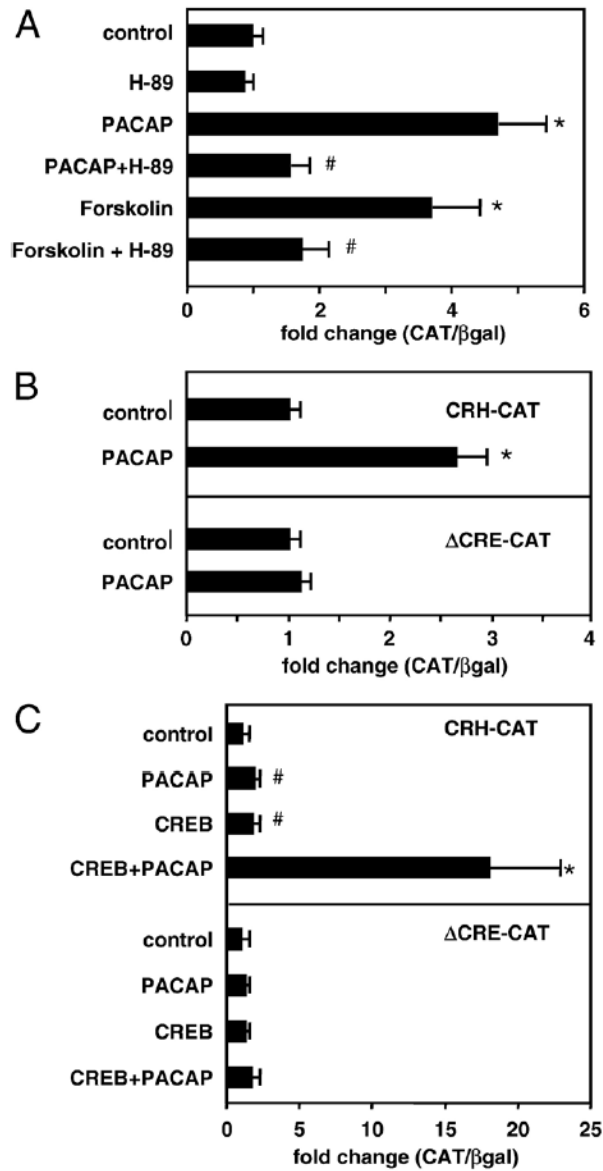 A
control
H-89
PACAP *
PACAP+H-89 #
Forskolin *
Forskolin + H-89 #
0 2 4 6
fold change (CAT/βgal)
B
control CRH-CAT
PACAP *
control ΔCRE-CAT
PACAP
0 1 2 3 4
fold change (CAT/βgal)
C
control CRH-CAT
PACAP #
CREB #
CREB+PACAP *
control ΔCRE-CAT
PACAP
CREB
CREB+PACAP
0 5 10 15 20 25
fold change (CAT/βgal)